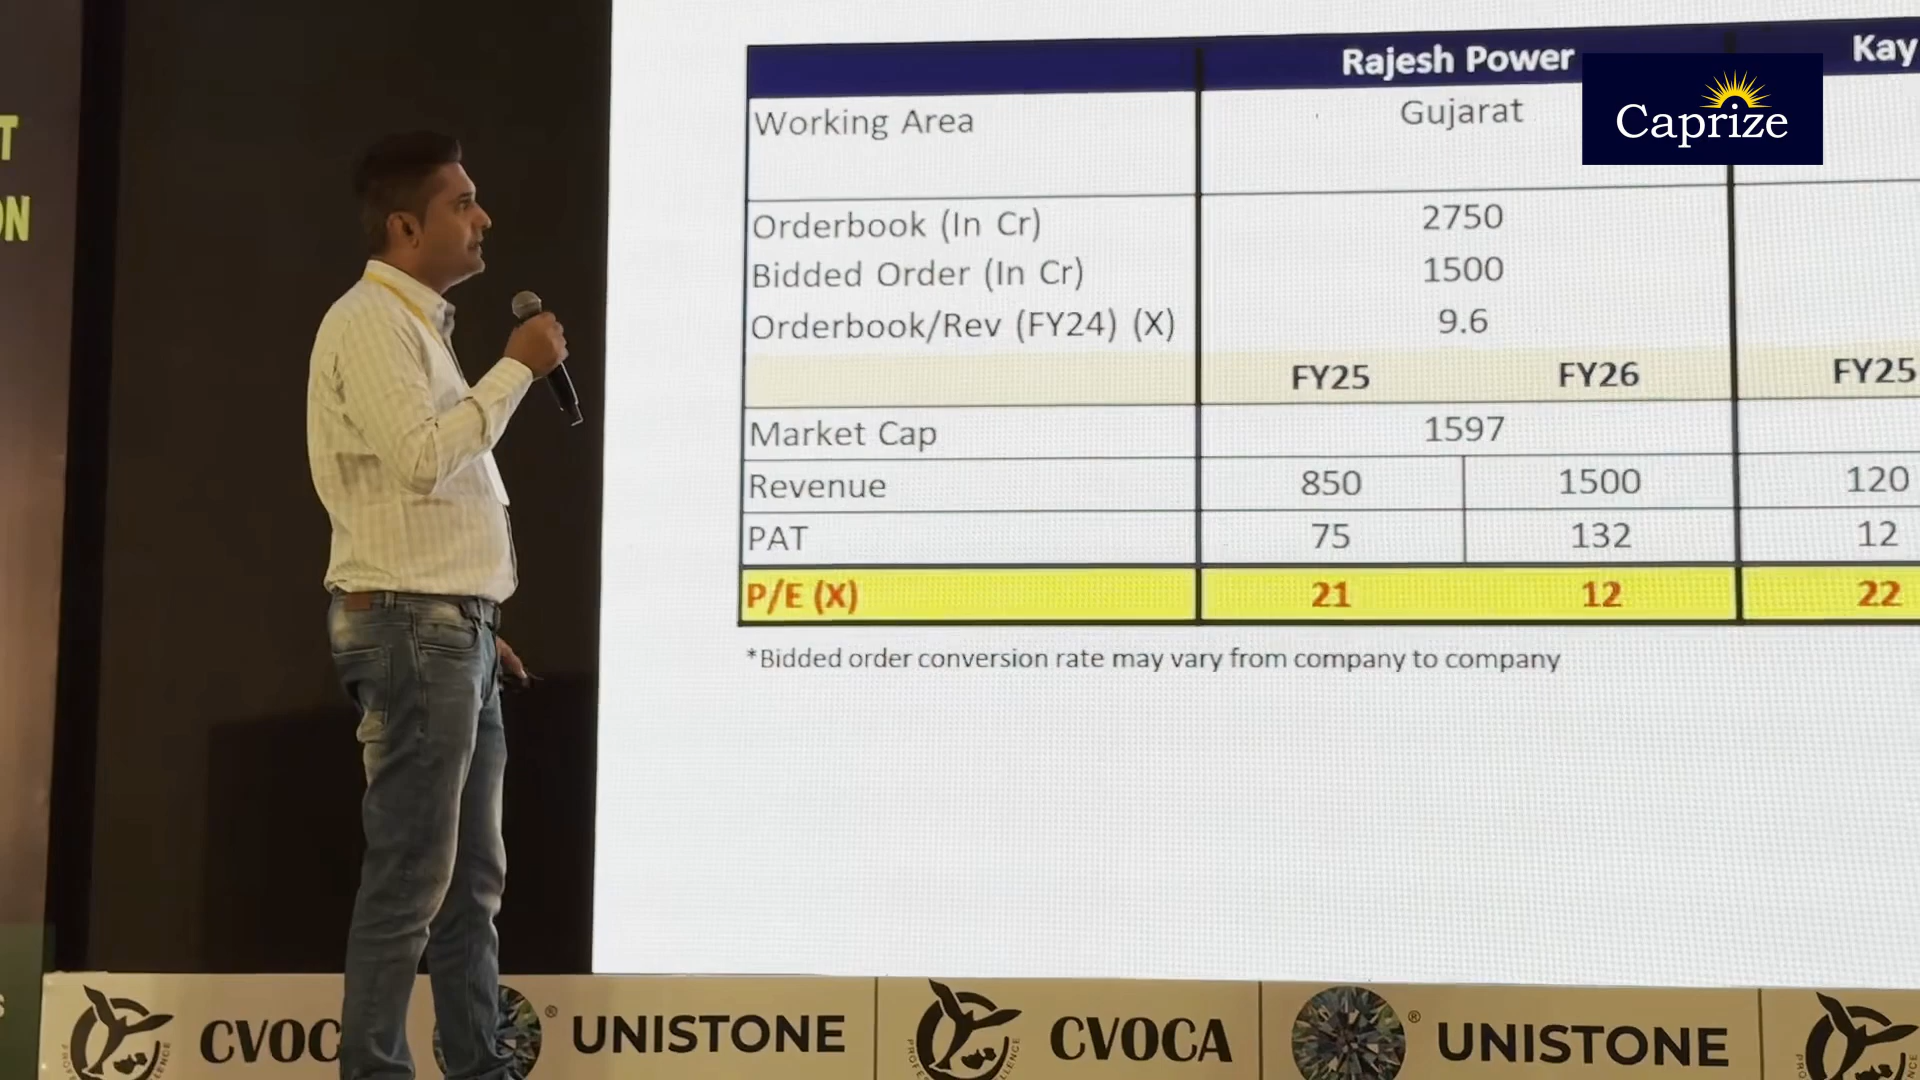 T
ON
Rajesh Power
Kay
Caprize
Working Area
Gujarat
Orderbook (In Cr)
2750
Bidded Order (In Cr)
1500
Orderbook/Rev (FY24) (X)
9.6
FY25 FY26 FY25
Market Cap
1597
Revenue 850 1500 120
PAT 75 132 12
P/E (X) 21 12 22
*Bidded order conversion rate may vary from company to company
S
CVOC
® UNISTONE
CVOCA
® UNISTONE